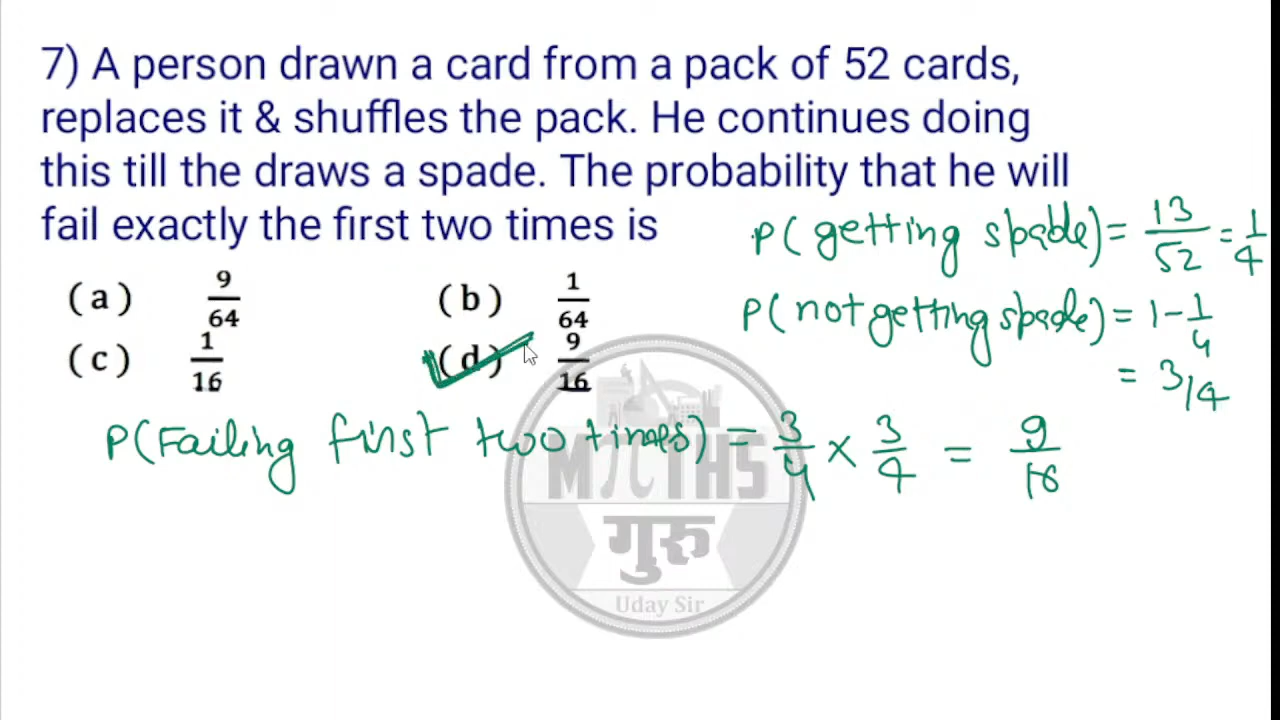 7) A person drawn a card from a pack of 52 cards,
replaces it & shuffles the pack. He continues doing
this till the draws a spade. The probability that he will
fail exactly the first two times is
(a) 9/64 (b) 1/64
(c) 1/16 (d) 9/16
P(getting spade) = 13/52 = 1/4
P(not getting spade) = 1 - 1/4
= 3/4
P(Failing first two times) = 3/4 × 3/4 = 9/16
MATHS
गुरु
Uday Sir